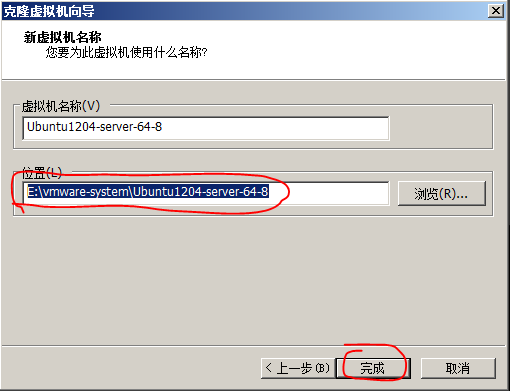 克隆虚拟机向导
新虚拟机名称
您要为此虚拟机使用什么名称?
虚拟机名称(V)
Ubuntu1204-server-64-8
位置(L)
E:\vmware-system\Ubuntu1204-server-64-8
浏览(R)...
< 上一步(B)
完成
取消